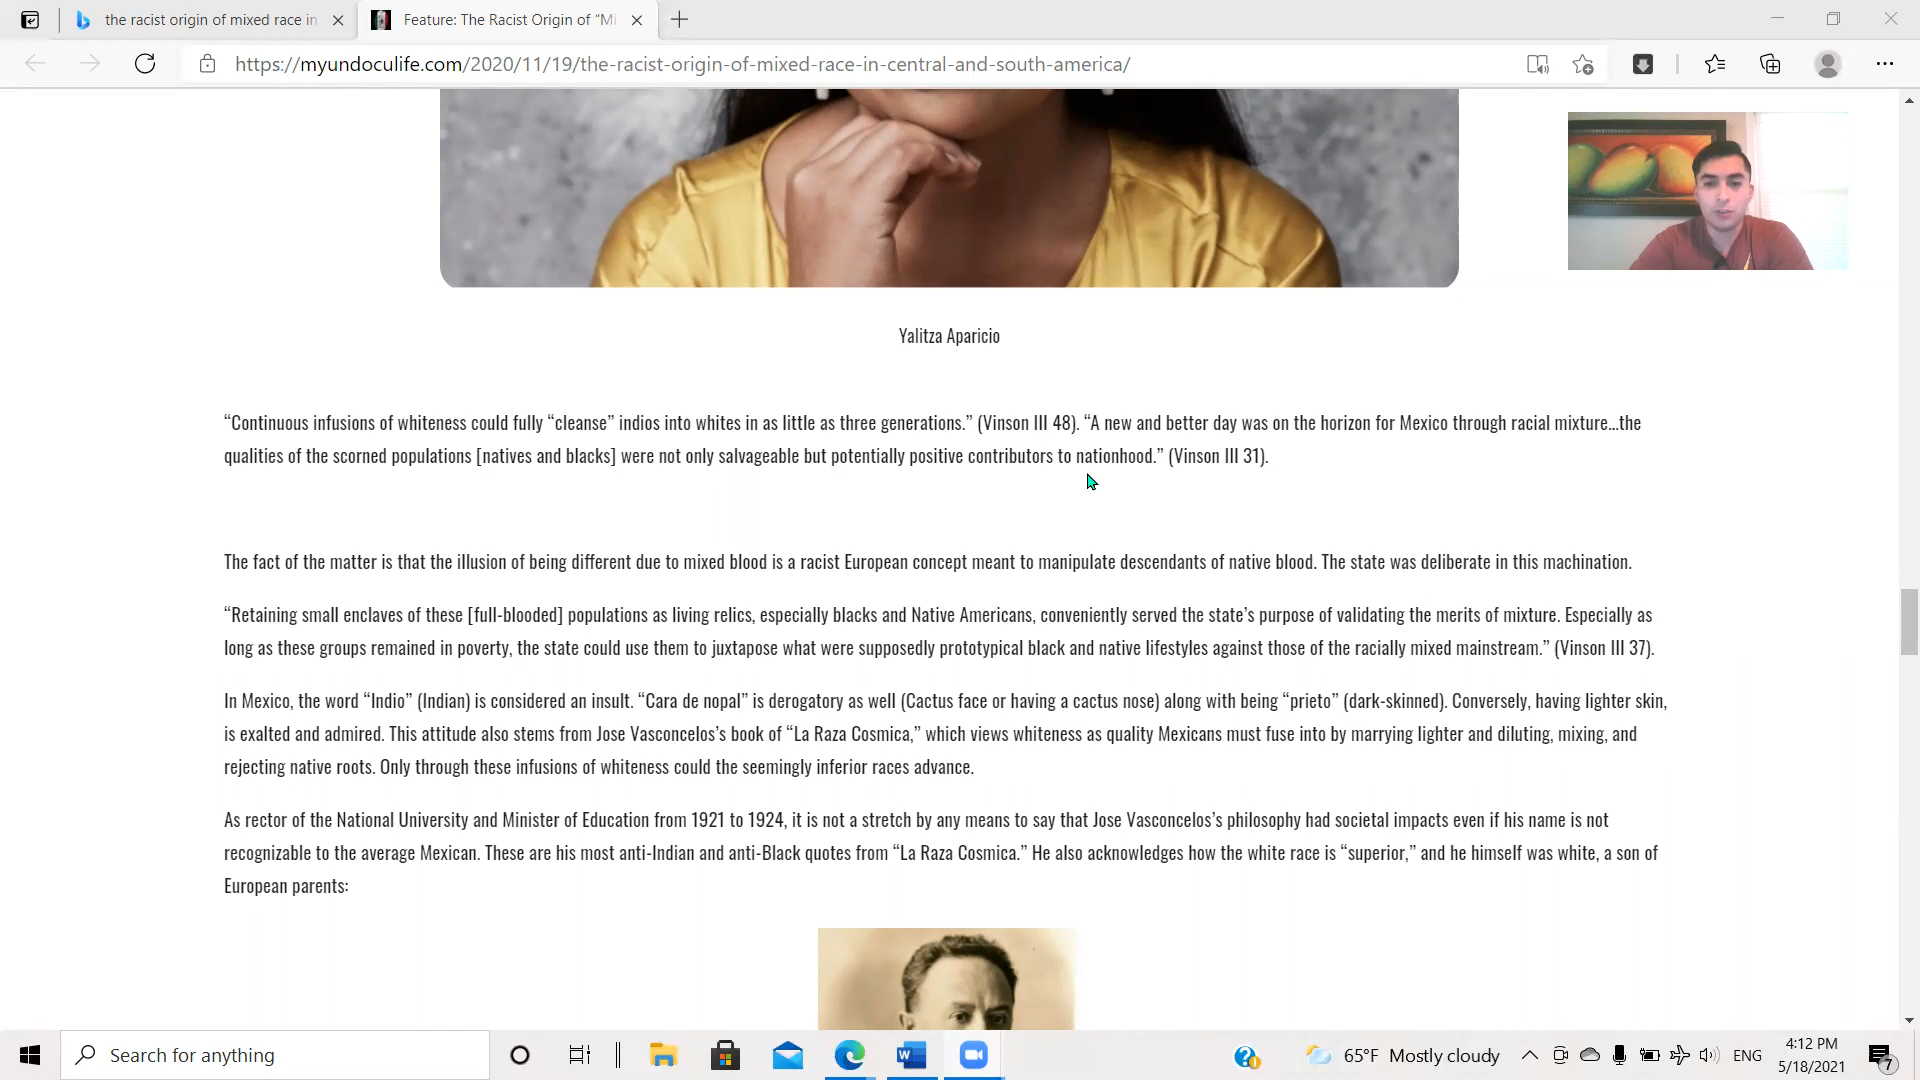 the racist origin of mixed race in
Feature: The Racist Origin of “Mi
https://myundoculife.com/2020/11/19/the-racist-origin-of-mixed-race-in-central-and-south-america/
Yalitza Aparicio
“Continuous infusions of whiteness could fully “cleanse” indios into whites in as little as three generations.” (Vinson III 48). “A new and better day was on the horizon for Mexico through racial mixture…the
qualities of the scorned populations [natives and blacks] were not only salvageable but potentially positive contributors to nationhood.” (Vinson III 31).
The fact of the matter is that the illusion of being different due to mixed blood is a racist European concept meant to manipulate descendants of native blood. The state was deliberate in this machination.
“Retaining small enclaves of these [full-blooded] populations as living relics, especially blacks and Native Americans, conveniently served the state’s purpose of validating the merits of mixture. Especially as
long as these groups remained in poverty, the state could use them to juxtapose what were supposedly prototypical black and native lifestyles against those of the racially mixed mainstream.” (Vinson III 37).
In Mexico, the word “Indio” (Indian) is considered an insult. “Cara de nopal” is derogatory as well (Cactus face or having a cactus nose) along with being “prieto” (dark-skinned). Conversely, having lighter skin,
is exalted and admired. This attitude also stems from Jose Vasconcelos’s book of “La Raza Cosmica,” which views whiteness as quality Mexicans must fuse into by marrying lighter and diluting, mixing, and
rejecting native roots. Only through these infusions of whiteness could the seemingly inferior races advance.
As rector of the National University and Minister of Education from 1921 to 1924, it is not a stretch by any means to say that Jose Vasconcelos’s philosophy had societal impacts even if his name is not
recognizable to the average Mexican. These are his most anti-Indian and anti-Black quotes from “La Raza Cosmica.” He also acknowledges how the white race is “superior,” and he himself was white, a son of
European parents:
Search for anything
65°F Mostly cloudy
ENG
4:12 PM
5/18/2021
7